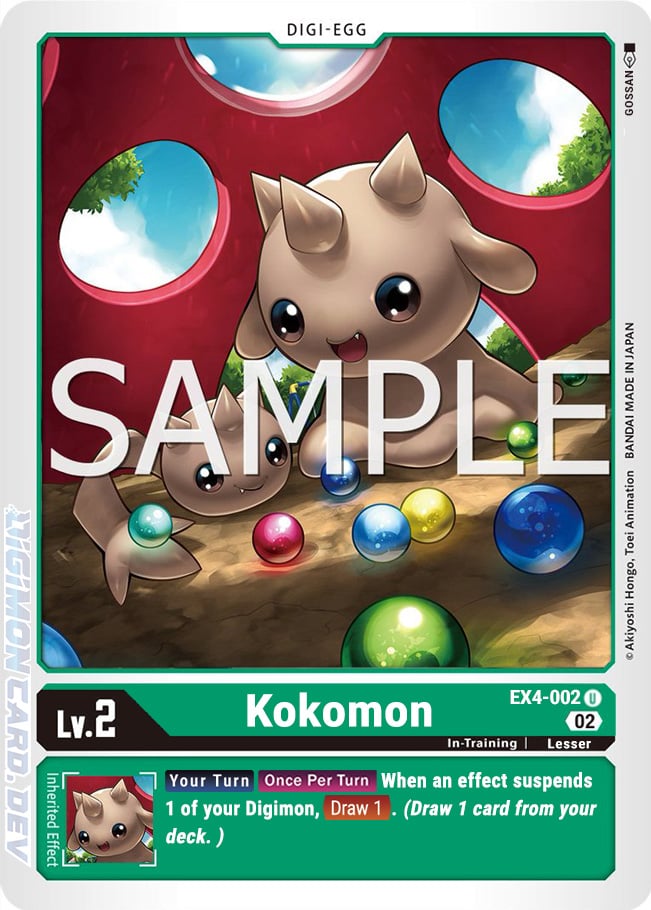 DIGI-EGG
GOSSAN
SAMPLE
© Akiyoshi Hongo, Toei Animation BANDAI MADE IN JAPAN
DIGIMON CARD. DEV
Lv.2
Kokomon
EX4-002 U
02
In-Training | Lesser
Inherited Effect
Your Turn Once Per Turn When an effect suspends
1 of your Digimon, Draw 1 . (Draw 1 card from your
deck. )